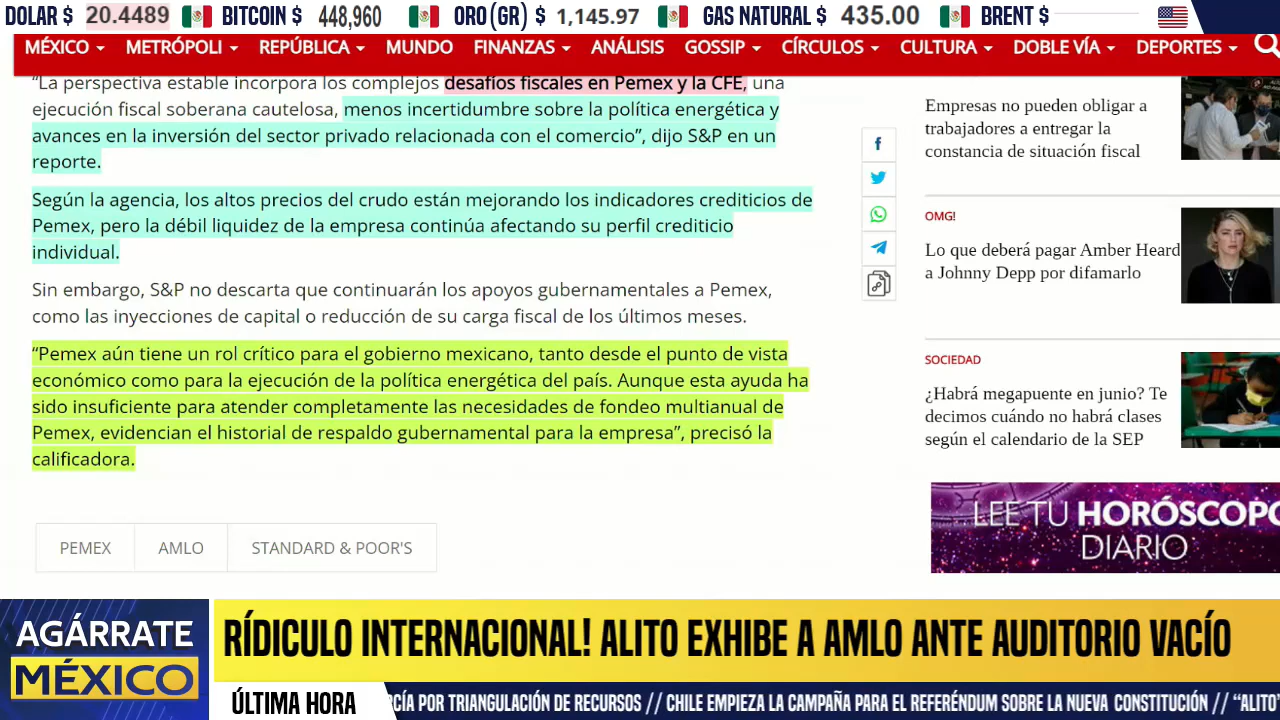 DOLAR $ 20.4489 BITCOIN $ 448,960 ORO(GR) $ 1,145.97 GAS NATURAL $ 435.00 BRENT $
MÉXICO METRÓPOLI REPÚBLICA MUNDO FINANZAS ANÁLISIS GOSSIP CÍRCULOS CULTURA DOBLE VÍA DEPORTES
“La perspectiva estable incorpora los complejos desafíos fiscales en Pemex y la CFE, una
ejecución fiscal soberana cautelosa, menos incertidumbre sobre la política energética y
avances en la inversión del sector privado relacionada con el comercio”, dijo S&P en un
reporte.
Según la agencia, los altos precios del crudo están mejorando los indicadores crediticios de
Pemex, pero la débil liquidez de la empresa continúa afectando su perfil crediticio
individual.
Sin embargo, S&P no descarta que continuarán los apoyos gubernamentales a Pemex,
como las inyecciones de capital o reducción de su carga fiscal de los últimos meses.
“Pemex aún tiene un rol crítico para el gobierno mexicano, tanto desde el punto de vista
económico como para la ejecución de la política energética del país. Aunque esta ayuda ha
sido insuficiente para atender completamente las necesidades de fondeo multianual de
Pemex, evidencian el historial de respaldo gubernamental para la empresa”, precisó la
calificadora.
PEMEX AMLO STANDARD & POOR'S
Empresas no pueden obligar a
trabajadores a entregar la
constancia de situación fiscal
OMG!
Lo que deberá pagar Amber Heard
a Johnny Depp por difamarlo
SOCIEDAD
¿Habrá megapuente en junio? Te
decimos cuándo no habrá clases
según el calendario de la SEP
LEE TU HORÓSCOPO
DIARIO
AGÁRRATE
MÉXICO
RÍDICULO INTERNACIONAL! ALITO EXHIBE A AMLO ANTE AUDITORIO VACÍO
ÚLTIMA HORA
CÍA POR TRIANGULACIÓN DE RECURSOS // CHILE EMPIEZA LA CAMPAÑA PARA EL REFERÉNDUM SOBRE LA NUEVA CONSTITUCIÓN // “ALITO